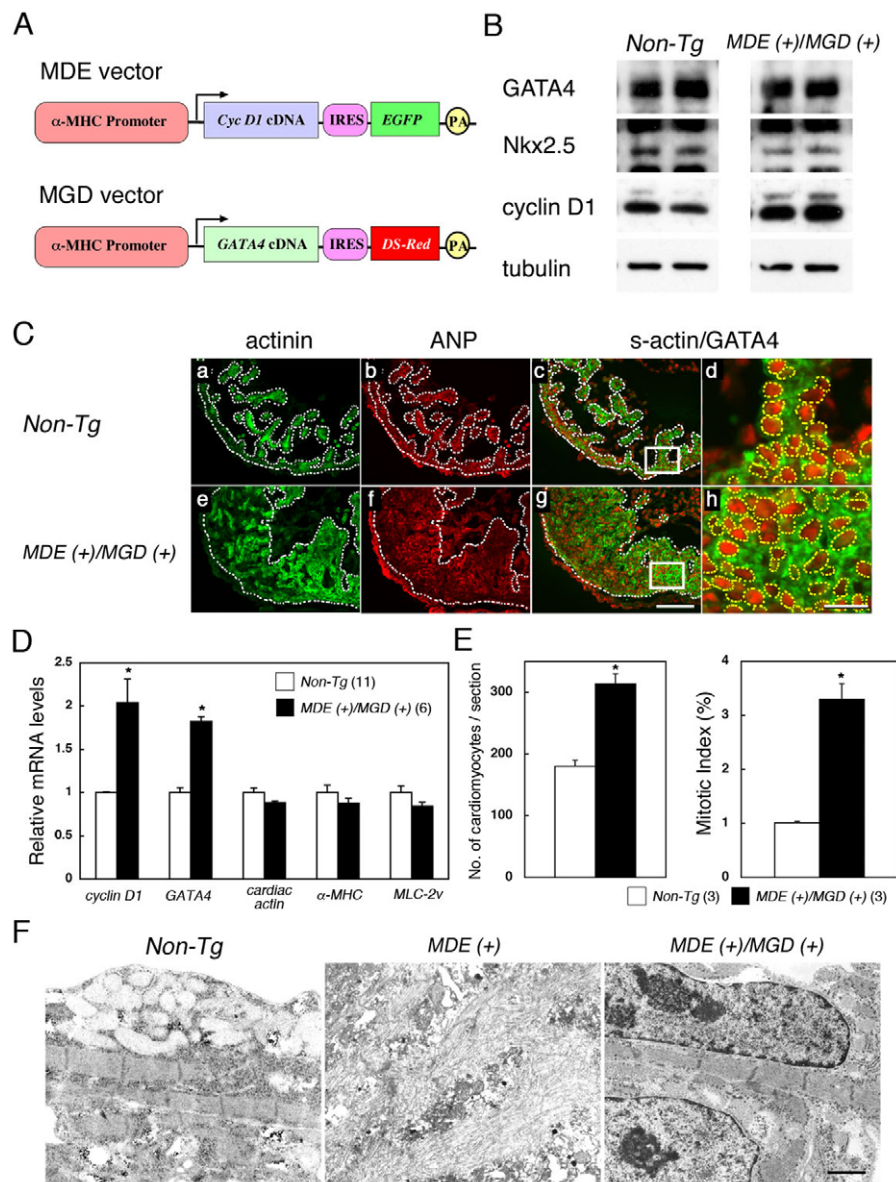 A
MDE vector
α-MHC Promoter
Cyc D1 cDNA
IRES
EGFP
PA
MGD vector
α-MHC Promoter
GATA4 cDNA
IRES
DS-Red
PA
B
Non-Tg
MDE (+)/MGD (+)
GATA4
Nkx2.5
cyclin D1
tubulin
C
actinin
ANP
s-actin/GATA4
Non-Tg
a
b
c
d
MDE (+)/MGD (+)
e
f
g
h
D
Relative mRNA levels
2.5
2
1.5
1
0.5
0
*
*
Non-Tg (11)
MDE (+)/MGD (+) (6)
cyclin D1
GATA4
cardiac
actin
α-MHC
MLC-2v
E
No. of cardiomyocytes / section
300
200
100
0
*
Mitotic Index (%)
4
3
2
1
0
*
Non-Tg (3)
MDE (+)/MGD (+) (3)
F
Non-Tg
MDE (+)
MDE (+)/MGD (+)